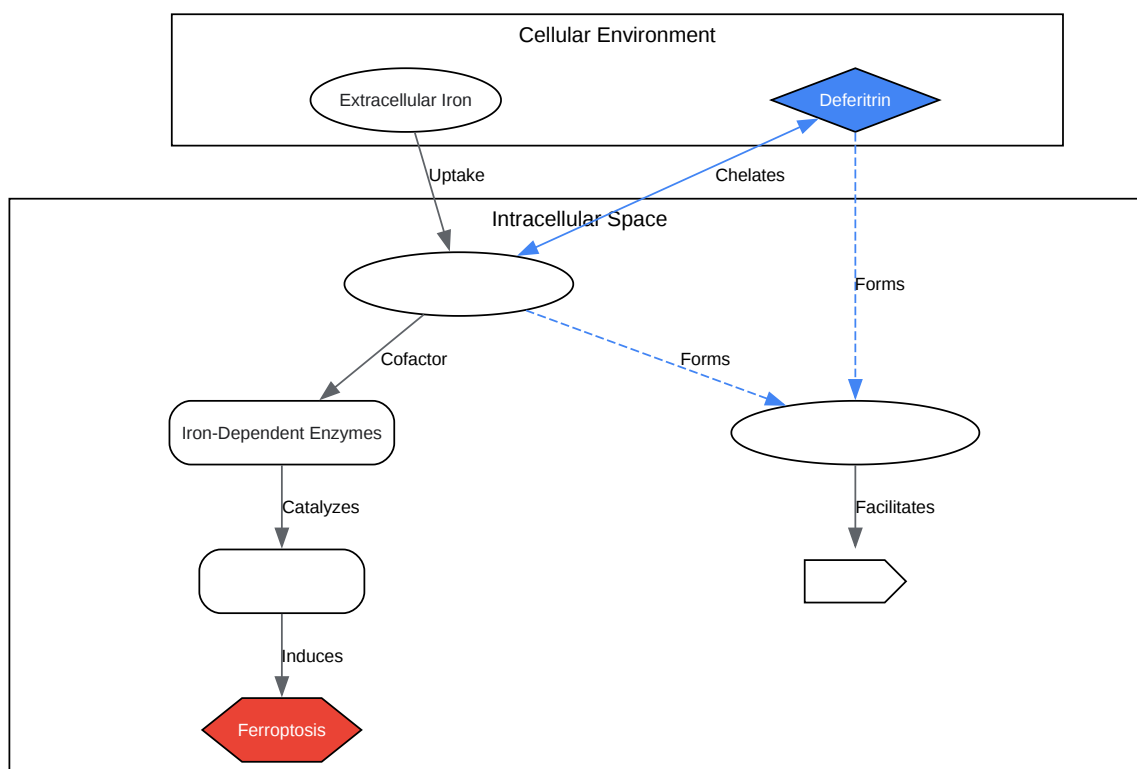 Cellular Environment
Extracellular Iron
Deferitrin
Uptake
Chelates
Intracellular Space
Forms
Cofactor
Forms
Iron-Dependent Enzymes
Catalyzes
Facilitates
Induces
Ferroptosis